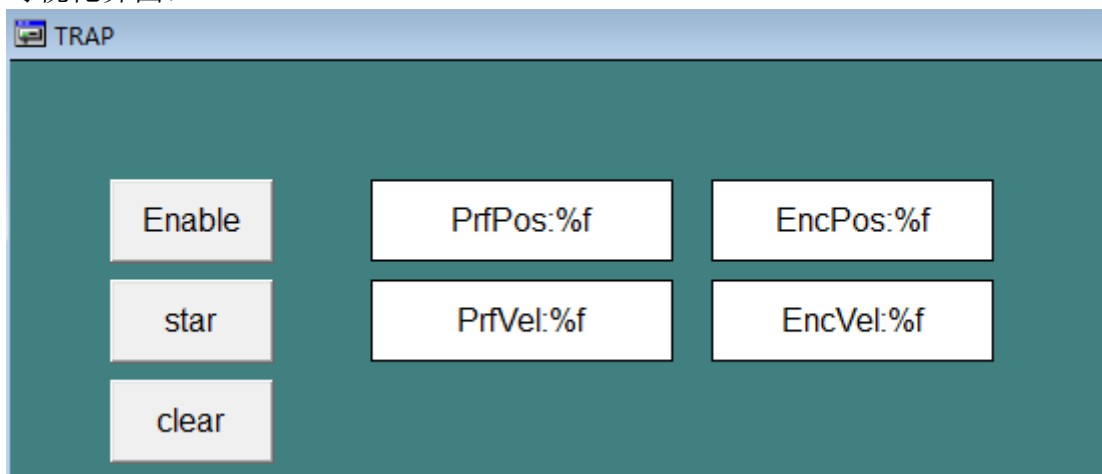 TRAP
Enable
PrfPos:%f
EncPos:%f
star
PrfVel:%f
EncVel:%f
clear